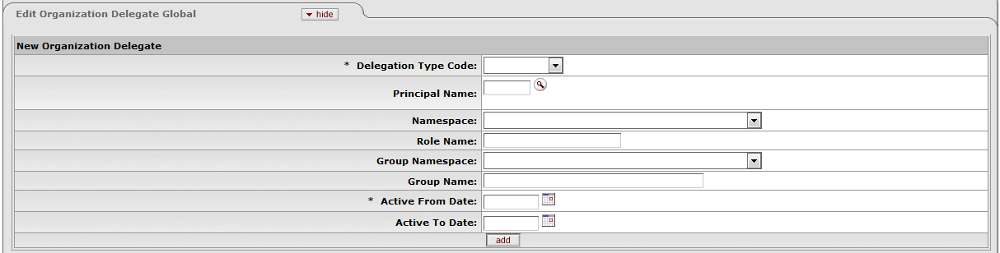 Edit Organization Delegate Global hide
New Organization Delegate
* Delegation Type Code:
Principal Name:
Namespace:
Role Name:
Group Namespace:
Group Name:
* Active From Date:
Active To Date:
add